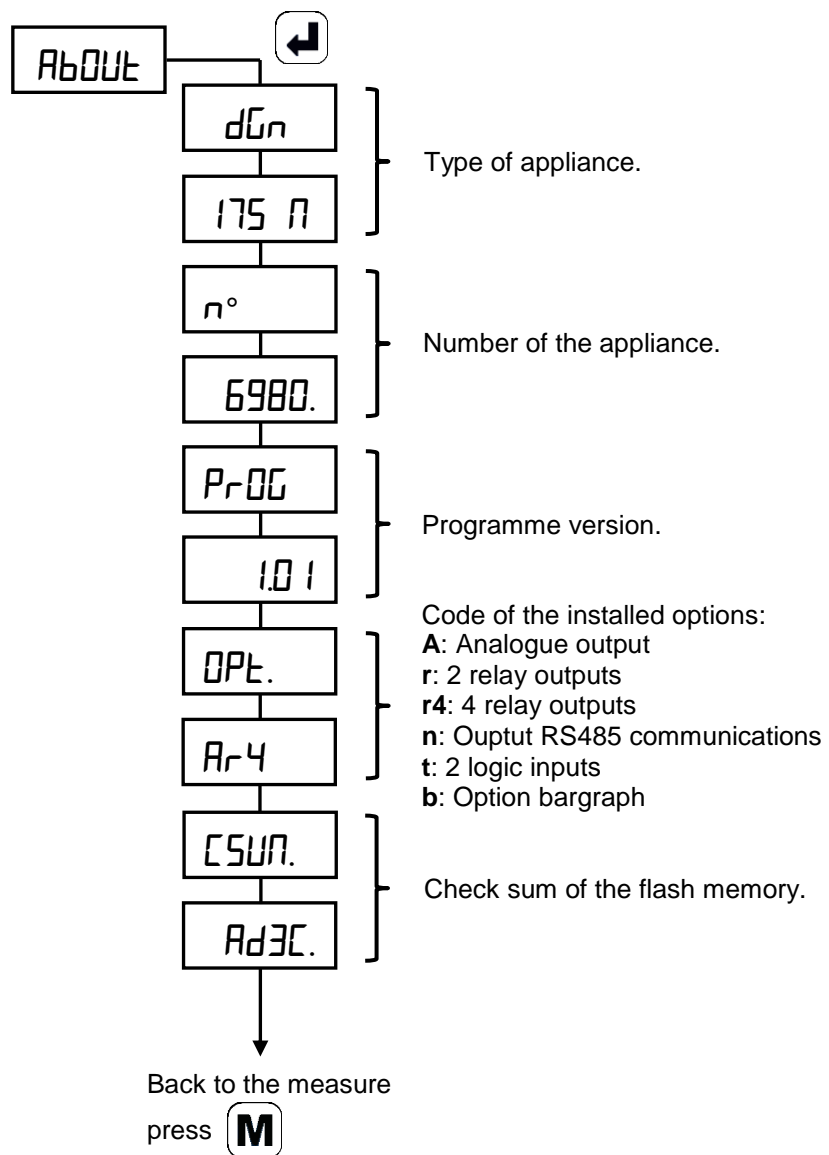 AbOUt
dGn
Type of appliance.
175 M
n°
Number of the appliance.
6980.
PrOG
Programme version.
1.01
Code of the installed options:
A: Analogue output
r: 2 relay outputs
r4: 4 relay outputs
n: Ouptut RS485 communications
t: 2 logic inputs
b: Option bargraph
OPt.
Ar4
CSUM.
Check sum of the flash memory.
Ad3C.
Back to the measure
press M